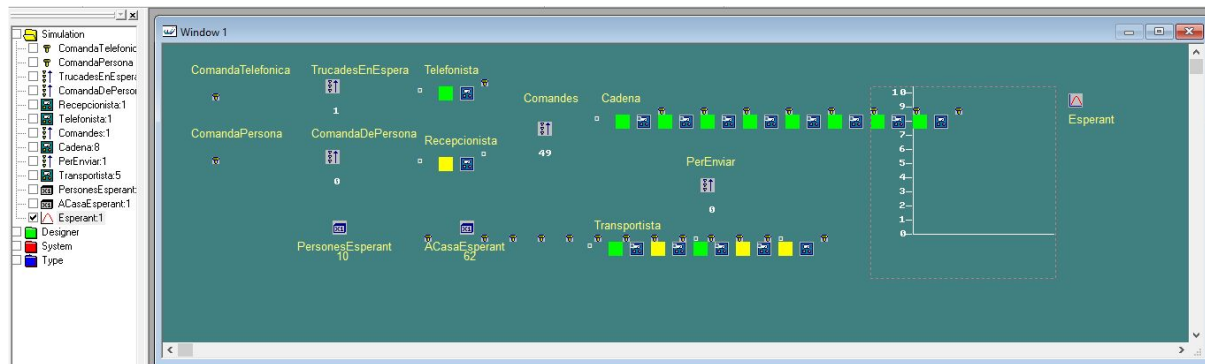 Simulation
ComandaTelefonic
ComandaPersona
TrucadesEnEspera
ComandaDePerson
Recepcionista:1
Telefonista:1
Comandes:1
Cadena:8
PerEnviar:1
Transportista:5
PersonesEsperant:
ACasaEsperant:1
Esperant:1
Designer
System
Type
Window 1
ComandaTelefonica
TrucadesEnEspera
Telefonista
1
Comandes
Cadena
49
ComandaPersona
ComandaDePersona
Recepcionista
0
PerEnviar
0
PersonesEsperant
10
ACasaEsperant
62
Transportista
10
9
7
6
5
4
3
2
1
0
Esperant